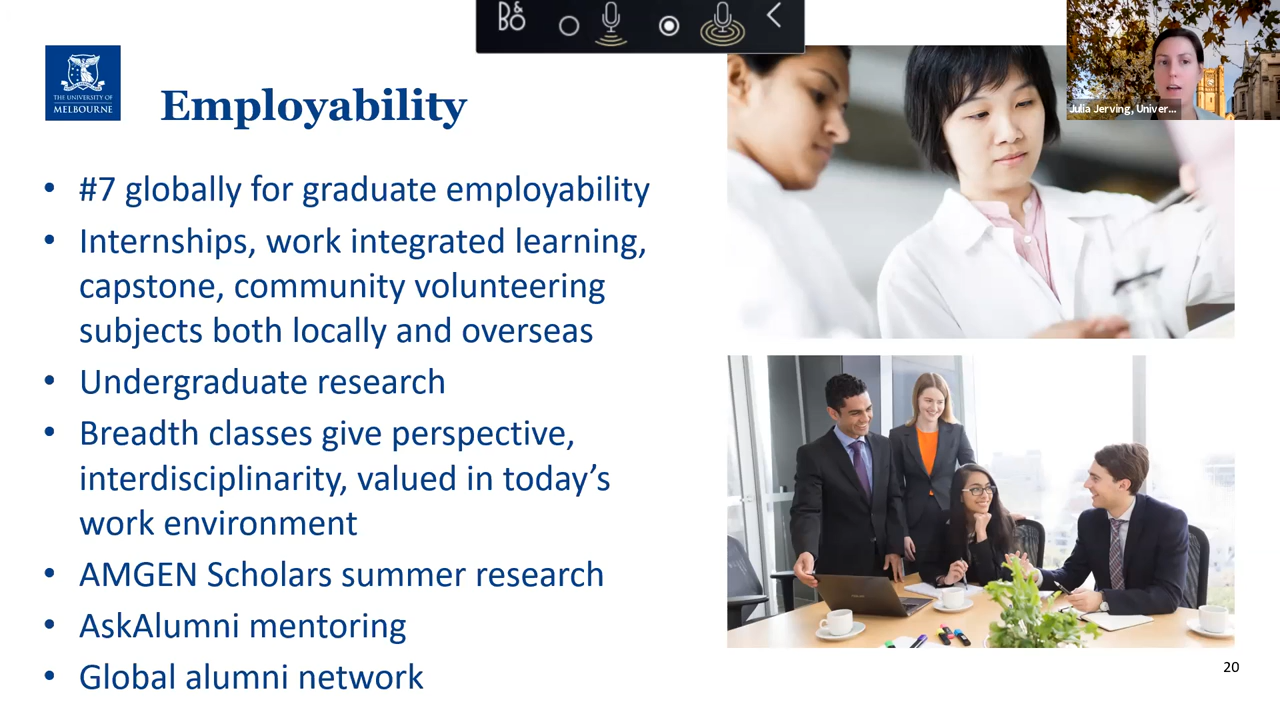 B&O
THE UNIVERSITY OF
MELBOURNE
Employability
Julia Jerving, Univer...
• #7 globally for graduate employability
• Internships, work integrated learning,
capstone, community volunteering
subjects both locally and overseas
• Undergraduate research
• Breadth classes give perspective,
interdisciplinarity, valued in today's
work environment
• AMGEN Scholars summer research
• AskAlumni mentoring
• Global alumni network
20